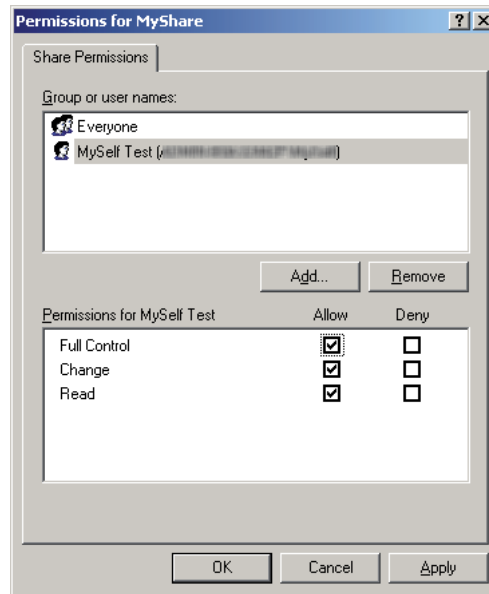 Permissions for MyShare
Share Permissions
Group or user names:
Everyone
MySelf Test (
Add... Remove
Permissions for MySelf Test Allow Deny
Full Control
Change
Read
OK Cancel Apply